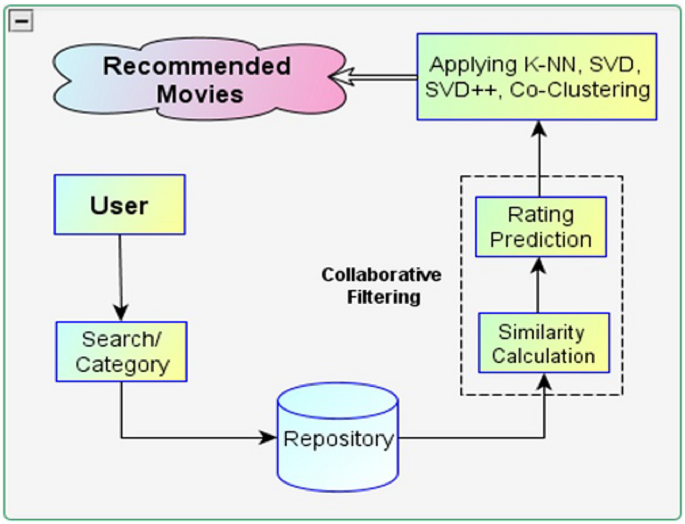 Recommended
Movies
Applying K-NN, SVD,
SVD++, Co-Clustering
User
Rating
Prediction
Collaborative
Filtering
Search/
Category
Similarity
Calculation
Repository